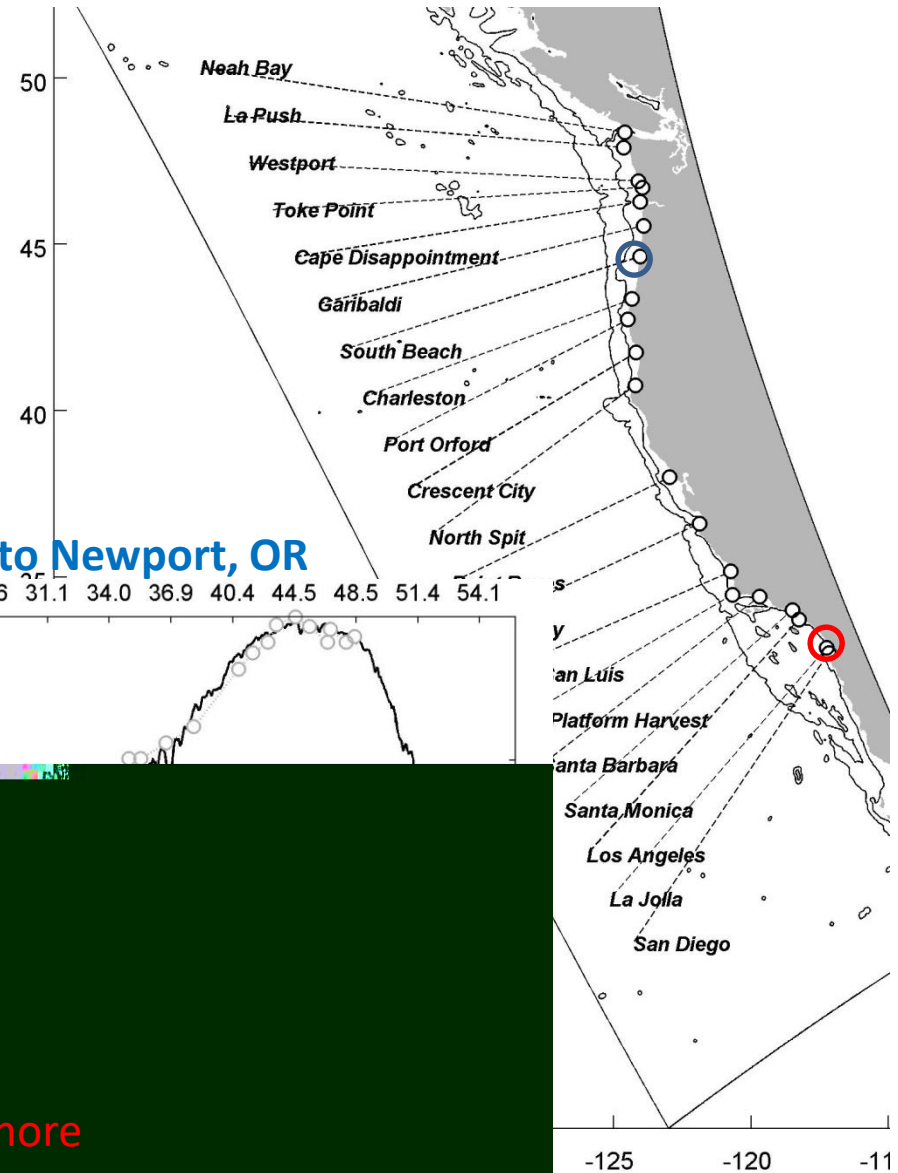 50
Neah Bay
La Push
Westport
Toke Point
45
Cape Disappointment
Garibaldi
South Beach
Charleston
40
Port Orford
Crescent City
North Spit
to Newport, OR
35
31.1 34.0 36.9 40.4 44.5 48.5 51.4 54.1
an Luis
Platform Harvest
anta Barbara
Santa Monica
Los Angeles
La Jolla
San Diego
-125 -120 -11